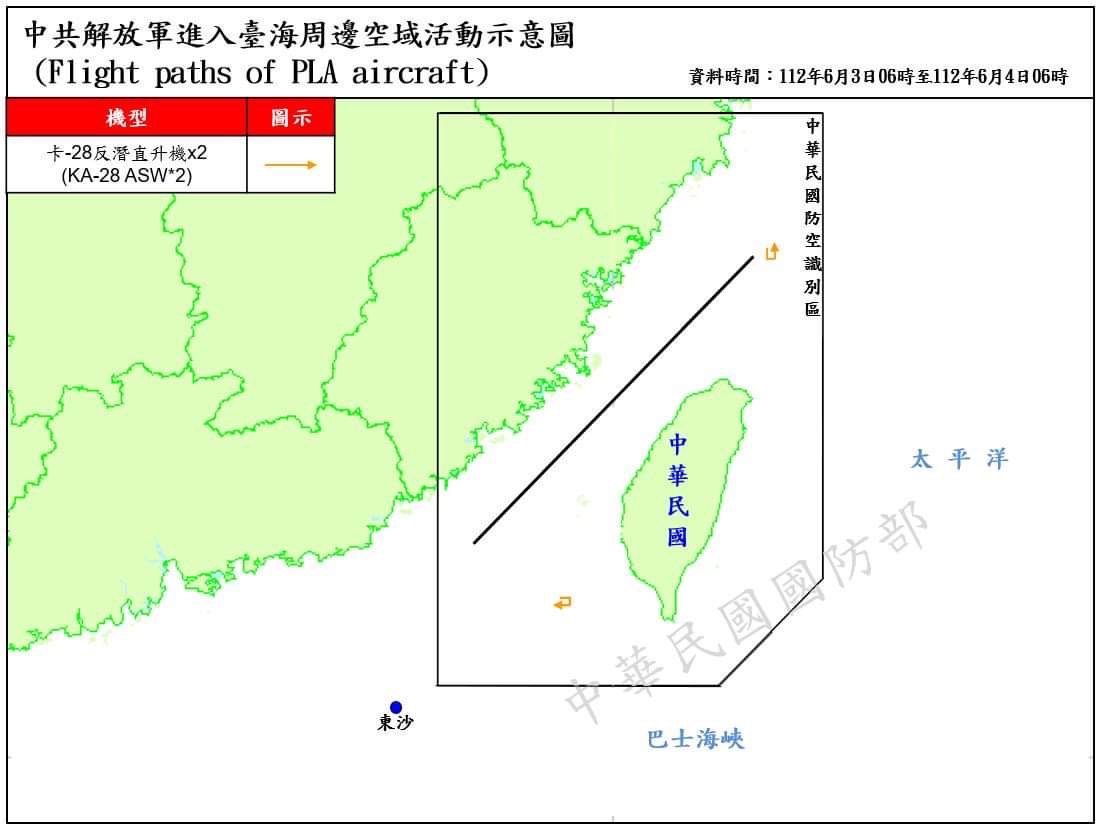 中共解放軍進入臺海周邊空域活動示意圖
(Flight paths of PLA aircraft)
資料時間：112年6月3日06時至112年6月4日06時
機型
圖示
卡-28反潛直升機x2
(KA-28 ASW*2)
中華民國防空識別區
中華民國
太平洋
中華民國國防部
東沙
巴士海峽